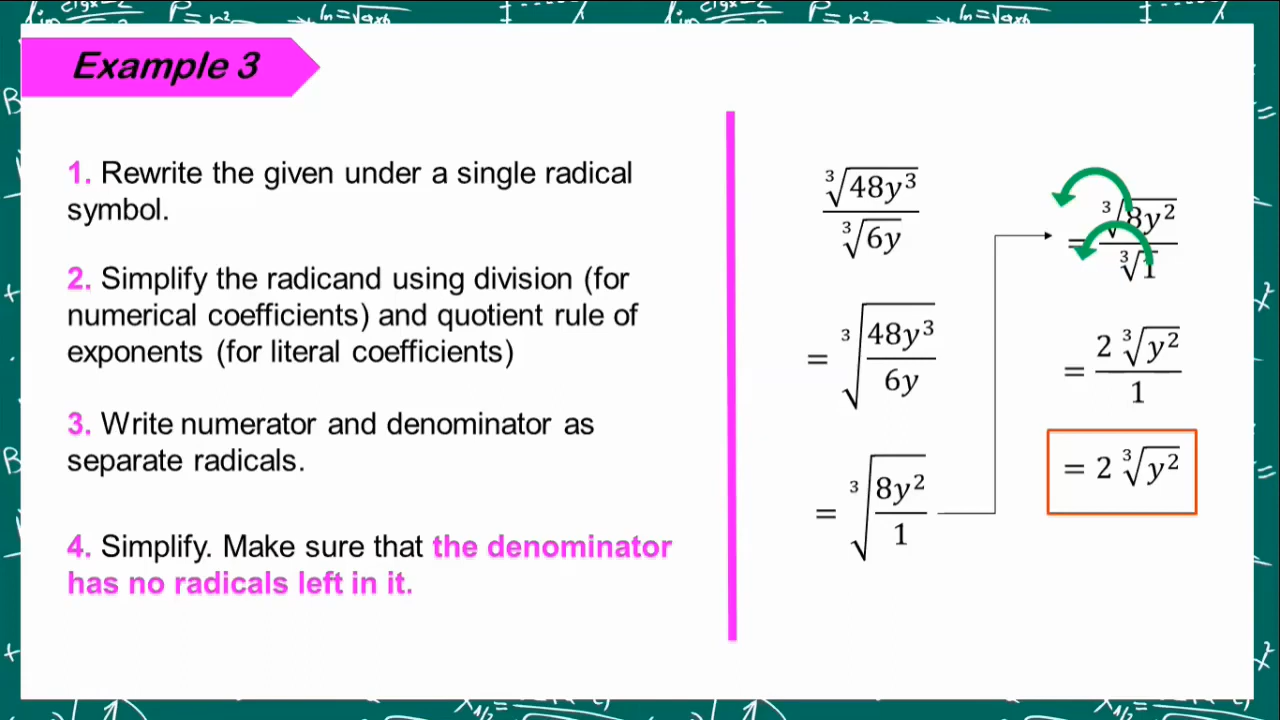 Example 3
1. Rewrite the given under a single radical
symbol.
2. Simplify the radicand using division (for
numerical coefficients) and quotient rule of
exponents (for literal coefficients)
3. Write numerator and denominator as
separate radicals.
4. Simplify. Make sure that the denominator
has no radicals left in it.
∛(48y³) / ∛(6y)
= ∛(48y³ / 6y)
= ∛(8y² / 1)
= ∛(8y²) / ∛1
= 2 ∛(y²) / 1
= 2 ∛(y²)